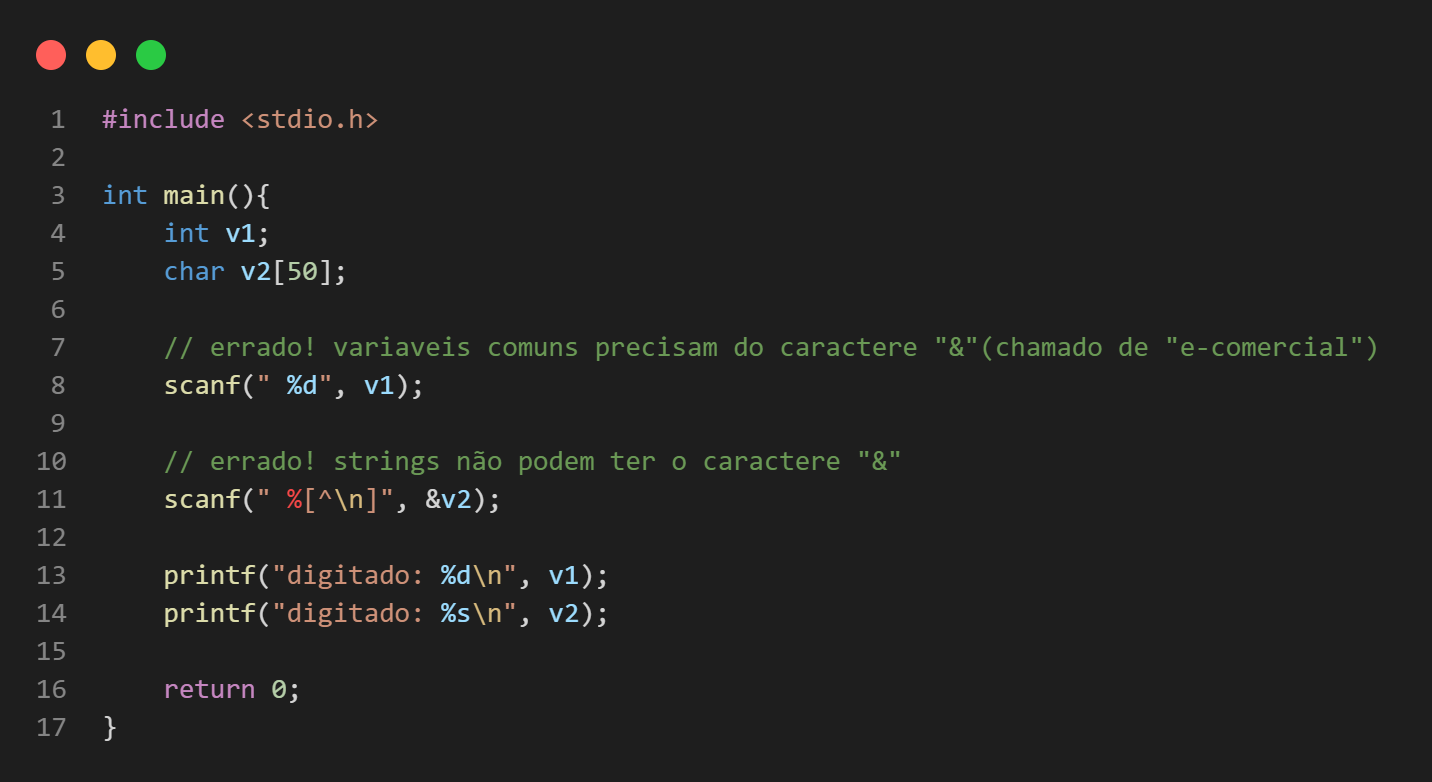 1 #include <stdio.h>
2
3 int main(){
4     int v1;
5     char v2[50];
6
7     // errado! variaveis comuns precisam do caractere "&"(chamado de "e-comercial")
8     scanf(" %d", v1);
9
10     // errado! strings não podem ter o caractere "&"
11     scanf(" %[^\n]", &v2);
12
13     printf("digitado: %d\n", v1);
14     printf("digitado: %s\n", v2);
15
16     return 0;
17 }